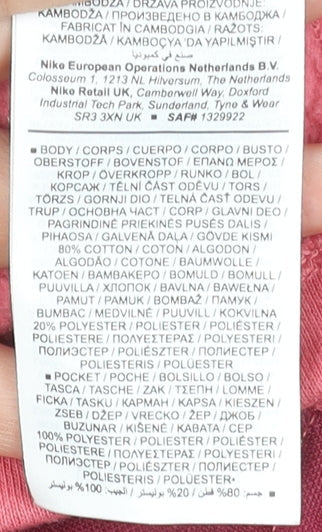 KAMBODŽA / DRŽAVA PROIZVODNJE:
KAMBODŽA / ПРОИЗВЕДЕНО В КАМБОДЖА /
FABRICAT ÎN CAMBODGIA / RAŽOTS:
KAMBODŽĀ / KAMBOÇYA 'DA YAPILMIŞTIR /
صنع في كمبوديا
Nike European Operations Netherlands B.V.
Colosseum 1, 1213 NL Hilversum, The Netherlands
Nike Retail UK, Camberwell Way, Doxford
Industrial Tech Park, Sunderland, Tyne & Wear
SR3 3XN UK ■ SAF# 1329922
■ BODY / CORPS / CUERPO / CORPO / BUSTO /
OBERSTOFF / BOVENSTOF / ΕΠΑΝΩ ΜΕΡΟΣ /
KROP / ÖVERKROPP / RUNKO / BOL /
КОРСАЖ / TĚLNÍ ČÁST ODĚVU / TORS /
TÖRZS / GORNJI DIO / TELNÁ ČASŤ ODEVU /
TRUP / ОСНОВНА ЧАСТ / CORP / GLAVNI DEO /
PAGRINDINĖ PRIEKINĖS PUSĖS DALIS /
PIHAOSA / GALVENĀ DAĻA / GÖVDE KISMI
80% COTTON / COTON / ALGODON /
ALGODÃO / COTONE / BAUMWOLLE /
KATOEN / ΒΑΜΒΑΚΕΡΟ / BOMULD / BOMULL /
PUUVILLA / ХЛОПОК / BAVLNA / BAWEŁNA /
PAMUT / PAMUK / BOMBAŽ / ПАМУК /
BUMBAC / MEDVILNĖ / PUUVILL / KOKVILNA
20% POLYESTER / POLIESTER / POLIÉSTER /
POLIESTERE / ΠΟΛΥΕΣΤΕΡΑΣ / POLYESTERI /
ПОЛИЭСТЕР / POLIÉSZTER / ПОЛИЕСТЕР /
POLIESTERIS / POLÜESTER
■ POCKET / POCHE / BOLSILLO / BOLSO /
TASCA / TASCHE / ZAK / ΤΣΕΠΗ / LOMME /
FICKA / TASKU / КАРМАН / KAPSA / KIESZEN /
ZSEB / DŽEP / VRECKO / ŽEP / ДЖОБ /
BUZUNAR / KIŠENĖ / KABATA / CEP
100% POLYESTER / POLIESTER / POLIÉSTER /
POLIESTERE / ΠΟΛΥΕΣΤΕΡΑΣ / POLYESTERI /
ПОЛИЭСТЕР / POLIÉSZTER / ПОЛИЕСТЕР /
POLIESTERIS / POLÜESTER▪
▪ جسم: 80% قطن / 20% بوليستر / الجيب: 100% بوليستر